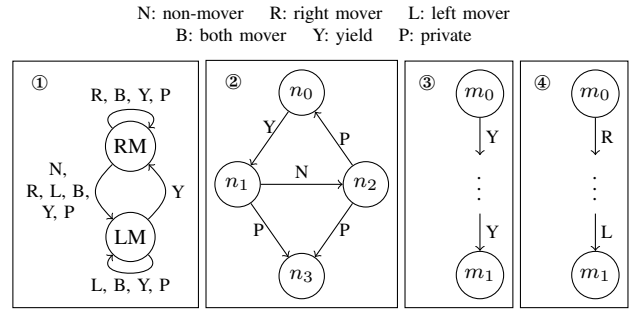 N: non-mover R: right mover L: left mover
B: both mover Y: yield P: private
①
R, B, Y, P
RM
N,
R, L, B,
Y, P
Y
LM
L, B, Y, P
②
n0
Y
P
n1
N
n2
P
P
n3
③
m0
Y
⋮
Y
m1
④
m0
R
⋮
L
m1